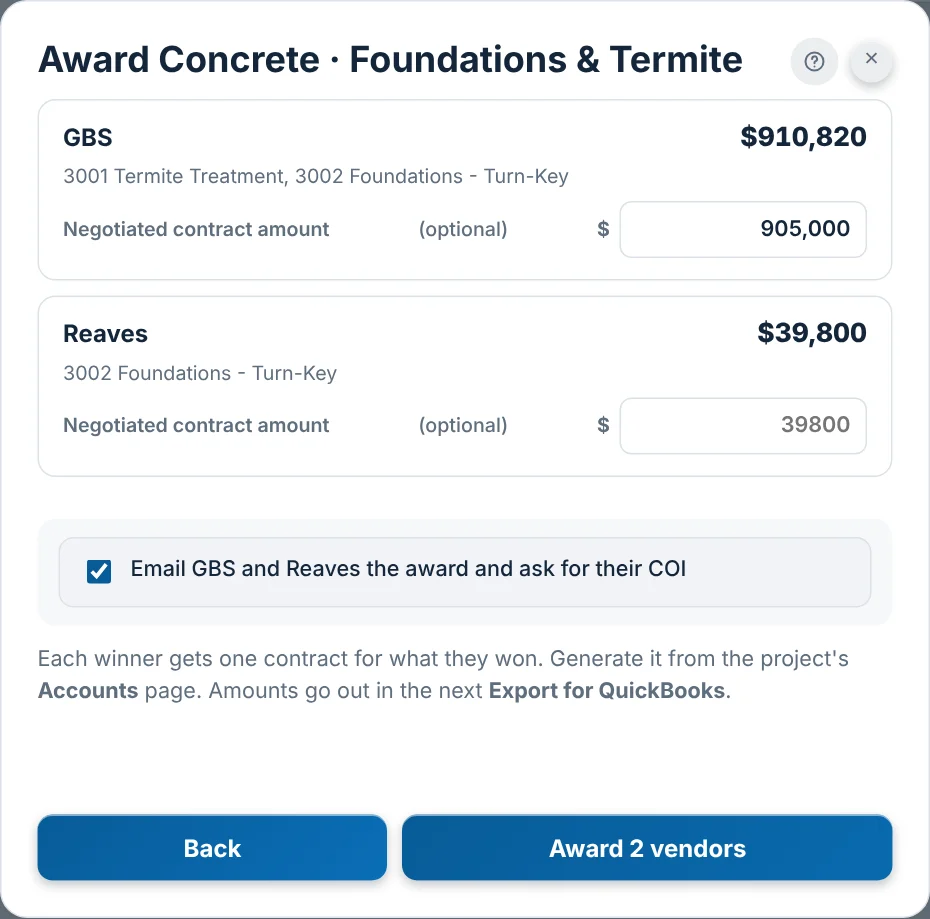 Award Concrete · Foundations & Termite
GBS
$910,820
3001 Termite Treatment, 3002 Foundations - Turn-Key
Negotiated contract amount (optional) $ 905,000
Reaves
$39,800
3002 Foundations - Turn-Key
Negotiated contract amount (optional) $ 39800
Email GBS and Reaves the award and ask for their COI
Each winner gets one contract for what they won. Generate it from the project's
Accounts page. Amounts go out in the next Export for QuickBooks.
Back
Award 2 vendors